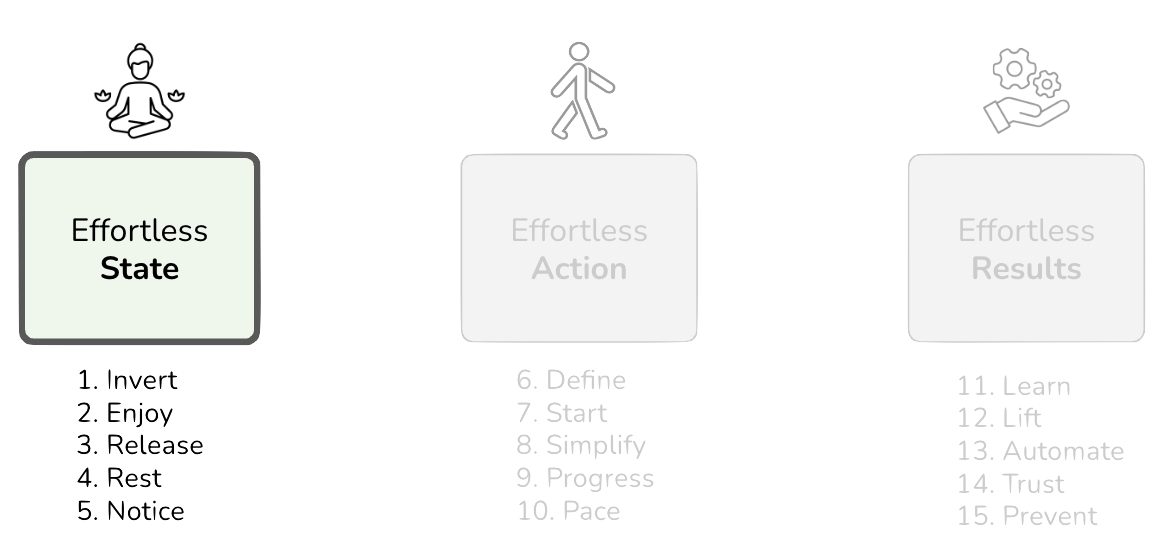 Effortless
State
1. Invert
2. Enjoy
3. Release
4. Rest
5. Notice
Effortless
Action
6. Define
7. Start
8. Simplify
9. Progress
10. Pace
Effortless
Results
11. Learn
12. Lift
13. Automate
14. Trust
15. Prevent